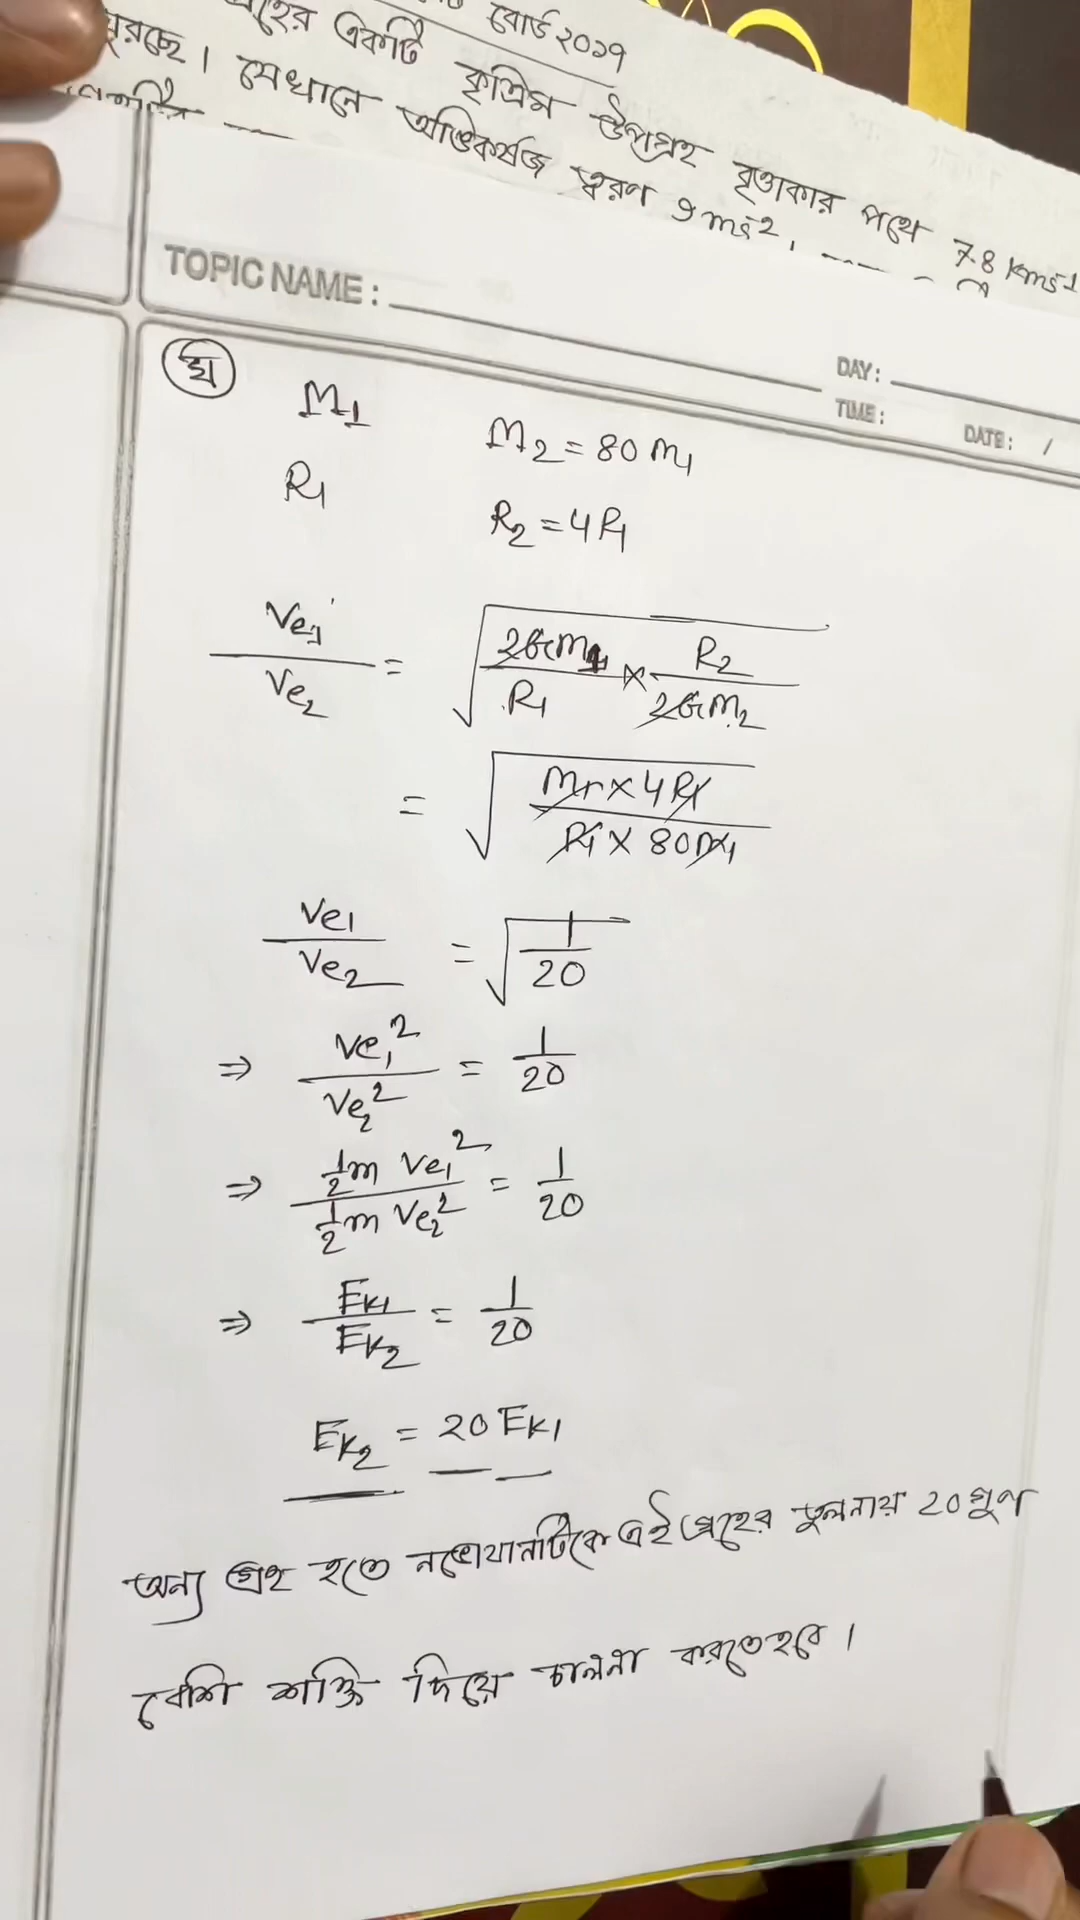 বোর্ড ২০১৭
একটি কৃত্রিম উপগ্রহ বৃত্তাকার পথে 7.8 kms-1
ঘুরছে। সেখানে অভিকর্ষজ ত্বরণ 9 ms-2,
TOPIC NAME :
DAY :
TIME :
DATE : /
ঘ
M1 M2 = 80 M1
R1 R2 = 4R1
Ve1/Ve2 = √(2GM1/R1 × R2/2GM2)
= √(M1 × 4R1 / R1 × 80M1)
Ve1/Ve2 = √(1/20)
⇒ Ve1²/Ve2² = 1/20
⇒ ½m Ve1² / ½m Ve2² = 1/20
⇒ EK1/EK2 = 1/20
EK2 = 20 EK1
অন্য গ্রহ হতে নভোযানটিকে এই গ্রহের তুলনায় 20 গুণ
বেশি শক্তি দিয়ে চালনা করতে হবে।